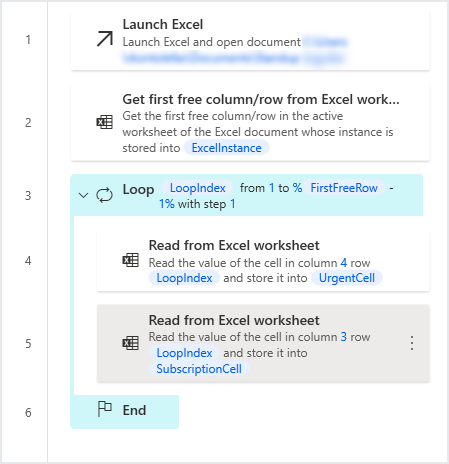 1
Launch Excel
Launch Excel and open document
2
Get first free column/row from Excel work...
Get the first free column/row in the active
worksheet of the Excel document whose instance is
stored into ExcelInstance
3
Loop LoopIndex from 1 to % FirstFreeRow -
1% with step 1
4
Read from Excel worksheet
Read the value of the cell in column 4 row
LoopIndex and store it into UrgentCell
5
Read from Excel worksheet
Read the value of the cell in column 3 row
LoopIndex and store it into
SubscriptionCell
6
End